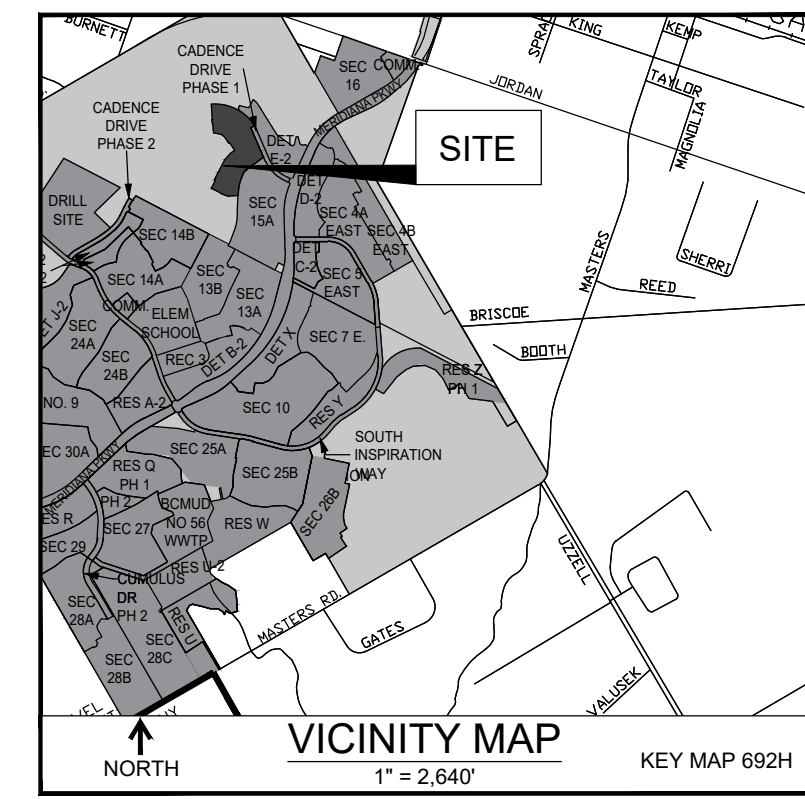 BURNETT
CADENCE
DRIVE
PHASE 1
CADENCE
DRIVE
PHASE 2
SEC
16
COMM.
MERIDIANA PKWY
KING
KEMP
TAYLOR
JORDAN
MAGNOLIA
SITE
DET
E-2
DET
D-2
DRILL
SITE
SEC
15A
SEC 4A
EAST
SEC 4B
EAST
SEC 14B
DET
C-2
SEC 5
EAST
SEC 14A
SEC
13B
SEC
13A
COMM.
ELEM
SCHOOL
SEC
24A
SEC
24B
REC 3
DET B-2
DET X
SEC 7 E.
MASTERS
SHERRI
REED
BRISCOE
BOOTH
RES Z
PH 1
NO. 9
RES A-2
SEC 10
RES Y
SOUTH
INSPIRATION
WAY
EC 30A
MERIDIANA PKWY
SEC 25A
SEC 25B
SEC 26B
RES Q
PH 1
PH 2
BCMUD
NO 56
WWTP
RES W
ES R
SEC 27
SEC 29
RES U-2
CUMULUS
DR
PH 2
SEC
28A
RES U
SEC
28C
SEC
28B
MASTERS RD.
GATES
UZZELL
VALUSEK
NORTH
VICINITY MAP
1" = 2,640'
KEY MAP 692H